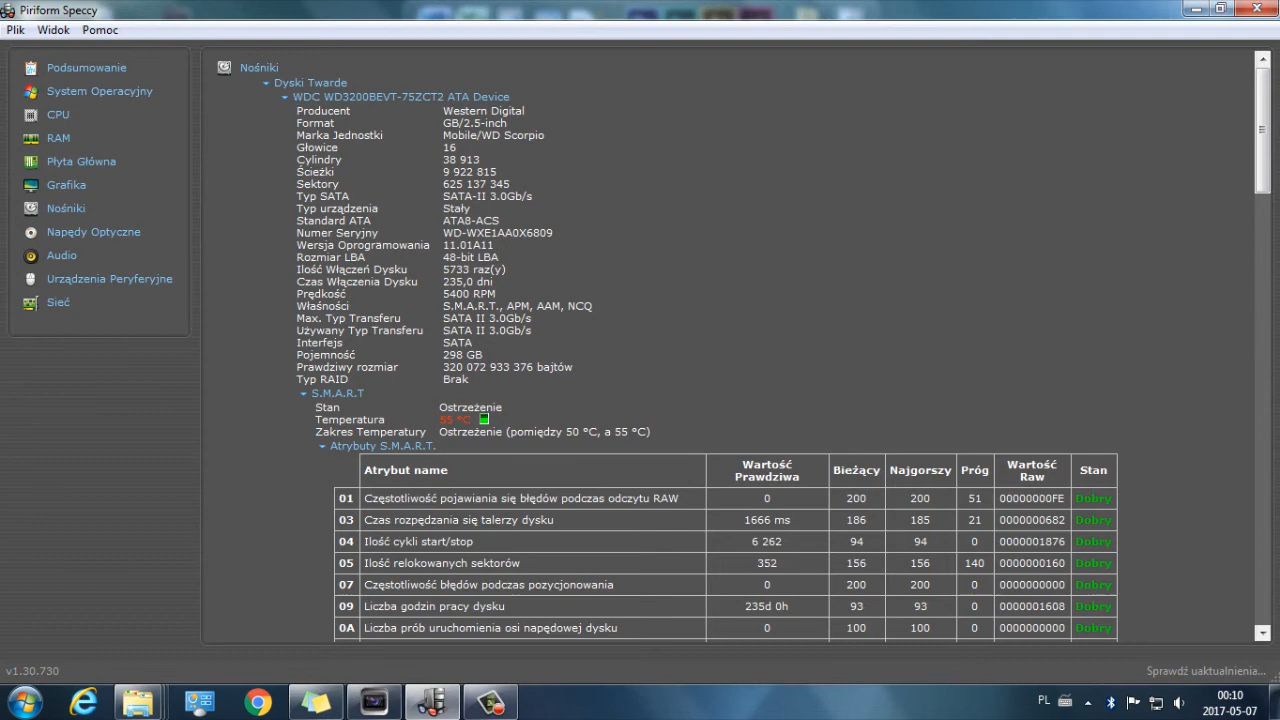 Piriform Speccy
Plik Widok Pomoc
Podsumowanie
System Operacyjny
CPU
RAM
Płyta Główna
Grafika
Nośniki
Napędy Optyczne
Audio
Urządzenia Peryferyjne
Sieć
Nośniki
Dyski Twarde
WDC WD3200BEVT-75ZCT2 ATA Device
Producent Western Digital
Format GB/2.5-inch
Marka Jednostki Mobile/WD Scorpio
Głowice 16
Cylindry 38 913
Ścieżki 9 922 815
Sektory 625 137 345
Typ SATA SATA-II 3.0Gb/s
Typ urządzenia Stały
Standard ATA ATA8-ACS
Numer Seryjny WD-WXE1AA0X6809
Wersja Oprogramowania 11.01A11
Rozmiar LBA 48-bit LBA
Ilość Włączeń Dysku 5733 raz(y)
Czas Włączenia Dysku 235,0 dni
Prędkość 5400 RPM
Właśności S.M.A.R.T., APM, AAM, NCQ
Max. Typ Transferu SATA II 3.0Gb/s
Używany Typ Transferu SATA II 3.0Gb/s
Interfejs SATA
Pojemność 298 GB
Prawdziwy rozmiar 320 072 933 376 bajtów
Typ RAID Brak
S.M.A.R.T
Stan Ostrzeżenie
Temperatura 55 °C
Zakres Temperatury Ostrzeżenie (pomiędzy 50 °C, a 55 °C)
Atrybuty S.M.A.R.T.
Atrybut name Wartość Prawdziwa Bieżący Najgorszy Próg Wartość Raw Stan
01 Częstotliwość pojawiania się błędów podczas odczytu RAW 0 200 200 51 00000000FE Dobry
03 Czas rozpędzania się talerzy dysku 1666 ms 186 185 21 0000000682 Dobry
04 Ilość cykli start/stop 6 262 94 94 0 0000001876 Dobry
05 Ilość relokowanych sektorów 352 156 156 140 0000000160 Dobry
07 Częstotliwość błędów podczas pozycjonowania 0 200 200 0 0000000000 Dobry
09 Liczba godzin pracy dysku 235d 0h 93 93 0 0000001608 Dobry
0A Liczba prób uruchomienia osi napędowej dysku 0 100 100 0 0000000000 Dobry
v1.30.730 Sprawdź uaktualnienia...
PL 00:10
2017-05-07